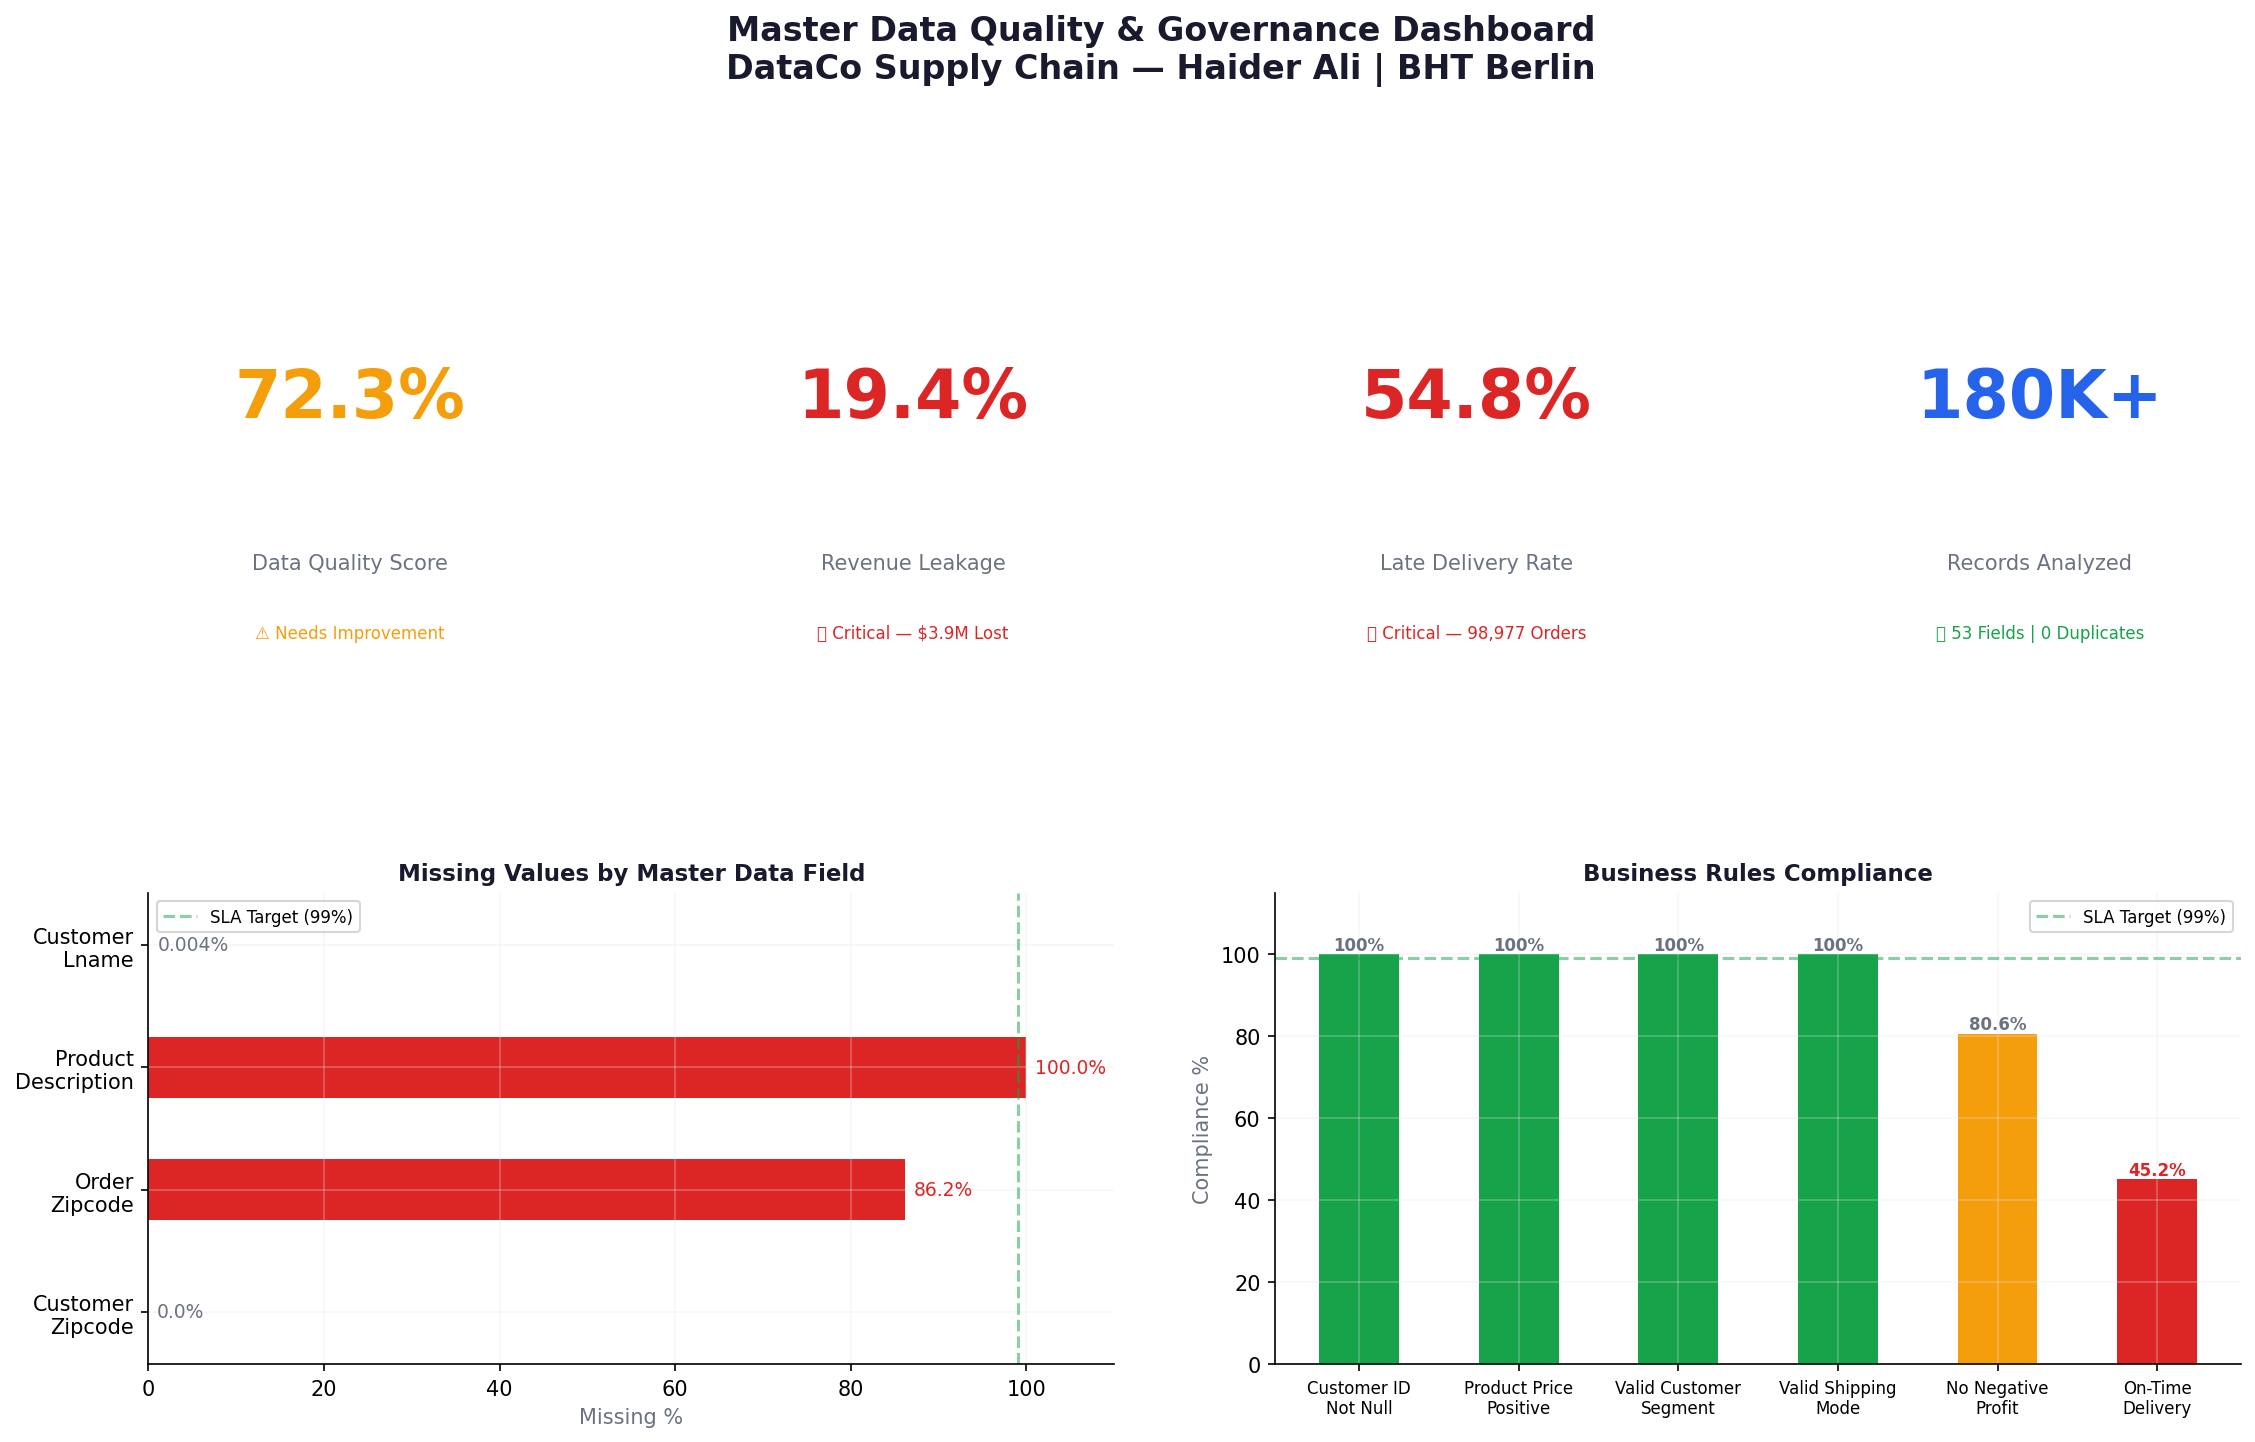 Master Data Quality & Governance Dashboard
DataCo Supply Chain — Haider Ali | BHT Berlin
72.3%
Data Quality Score
⚠ Needs Improvement
19.4%
Revenue Leakage
Critical — $3.9M Lost
54.8%
Late Delivery Rate
Critical — 98,977 Orders
180K+
Records Analyzed
53 Fields | 0 Duplicates
Missing Values by Master Data Field
SLA Target (99%)
Customer
Lname
0.004%
Product
Description
100.0%
Order
Zipcode
86.2%
Customer
Zipcode
0.0%
0 20 40 60 80 100
Missing %
Business Rules Compliance
SLA Target (99%)
Compliance %
100
80
60
40
20
0
100% 100% 100% 100% 80.6% 45.2%
Customer ID
Not Null
Product Price
Positive
Valid Customer
Segment
Valid Shipping
Mode
No Negative
Profit
On-Time
Delivery